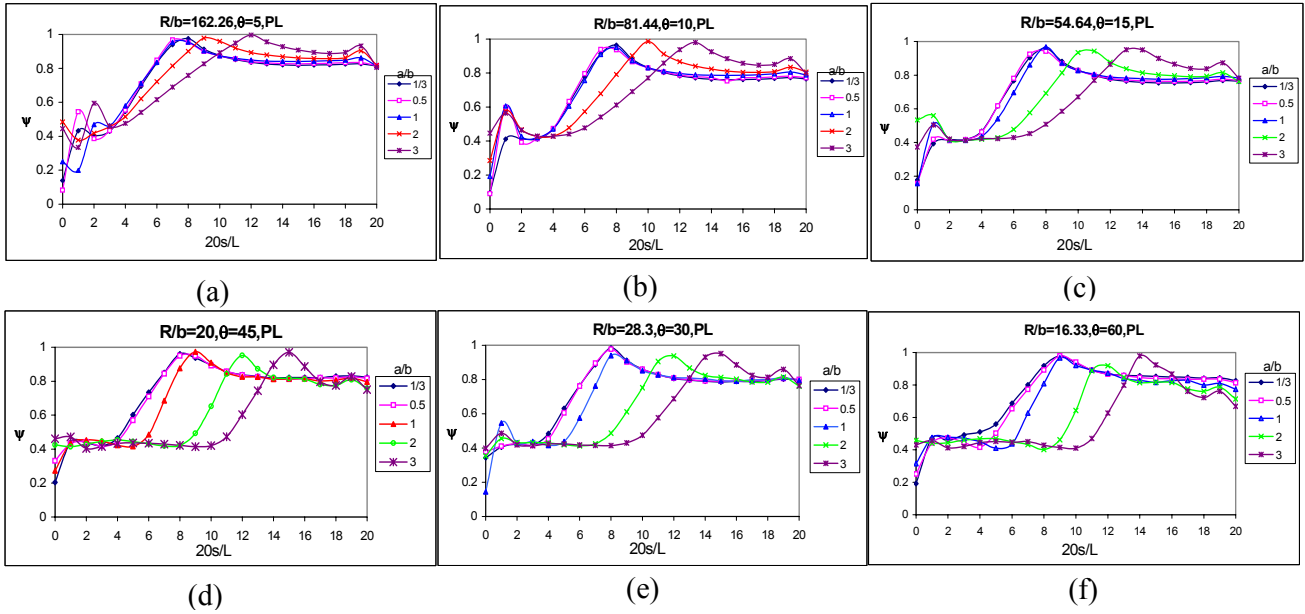 R/b=162.26,θ=5,PL
1
0.8
0.6
Ψ
0.4
0.2
0
0 2 4 6 8 10 12 14 16 18 20
20s/L
a/b
1/3
0.5
1
2
3
(a)
R/b=81.44,θ=10,PL
1
0.8
0.6
Ψ
0.4
0.2
0
0 2 4 6 8 10 12 14 16 18 20
20s/L
a/b
1/3
0.5
1
2
3
(b)
R/b=54.64,θ=15,PL
1
0.8
0.6
Ψ
0.4
0.2
0
0 2 4 6 8 10 12 14 16 18 20
20s/L
a/b
1/3
0.5
1
2
3
(c)
R/b=20,θ=45,PL
1
0.8
0.6
Ψ
0.4
0.2
0
0 2 4 6 8 10 12 14 16 18 20
20s/L
a/b
1/3
0.5
1
2
3
(d)
R/b=28.3,θ=30,PL
1
0.8
0.6
Ψ
0.4
0.2
0
0 2 4 6 8 10 12 14 16 18 20
20s/L
a/b
1/3
0.5
1
2
3
(e)
R/b=16.33,θ=60,PL
1
0.8
0.6
Ψ
0.4
0.2
0
0 2 4 6 8 10 12 14 16 18 20
20s/L
a/b
1/3
0.5
1
2
3
(f)